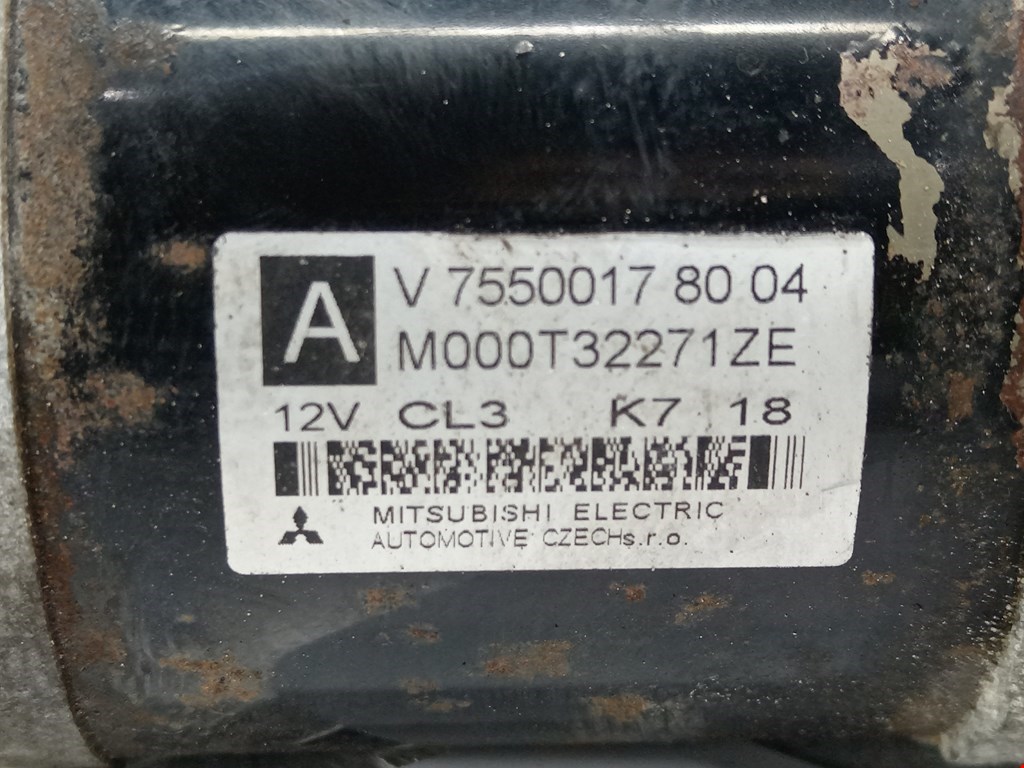 A
V 7550017 80 04
M000T32271ZE
12V CL3 K7 18
MITSUBISHI ELECTRIC
AUTOMOTIVE CZECHs.r.o.